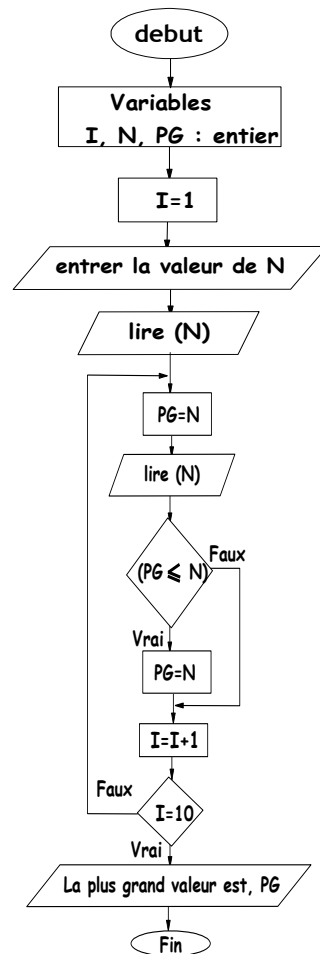 debut
Variables
I, N, PG : entier
I=1
entrer la valeur de N
lire (N)
PG=N
lire (N)
(PG ⩽ N)
Faux
Vrai
PG=N
I=I+1
Faux
I=10
Vrai
La plus grand valeur est, PG
Fin